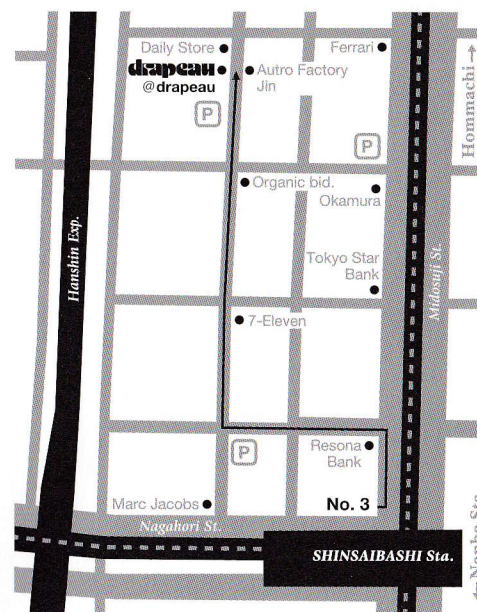 Daily Store
Ferrari
drapeau
@drapeau
Autro Factory
Jin
P
P
Hommachi→
Organic bid.
Okamura
Hanshin Exp.
Midosuji St.
Tokyo Star
Bank
7-Eleven
P
Resona
Bank
Marc Jacobs
No. 3
Nagahori St.
SHINSAIBASHI Sta.
Namba Sta.